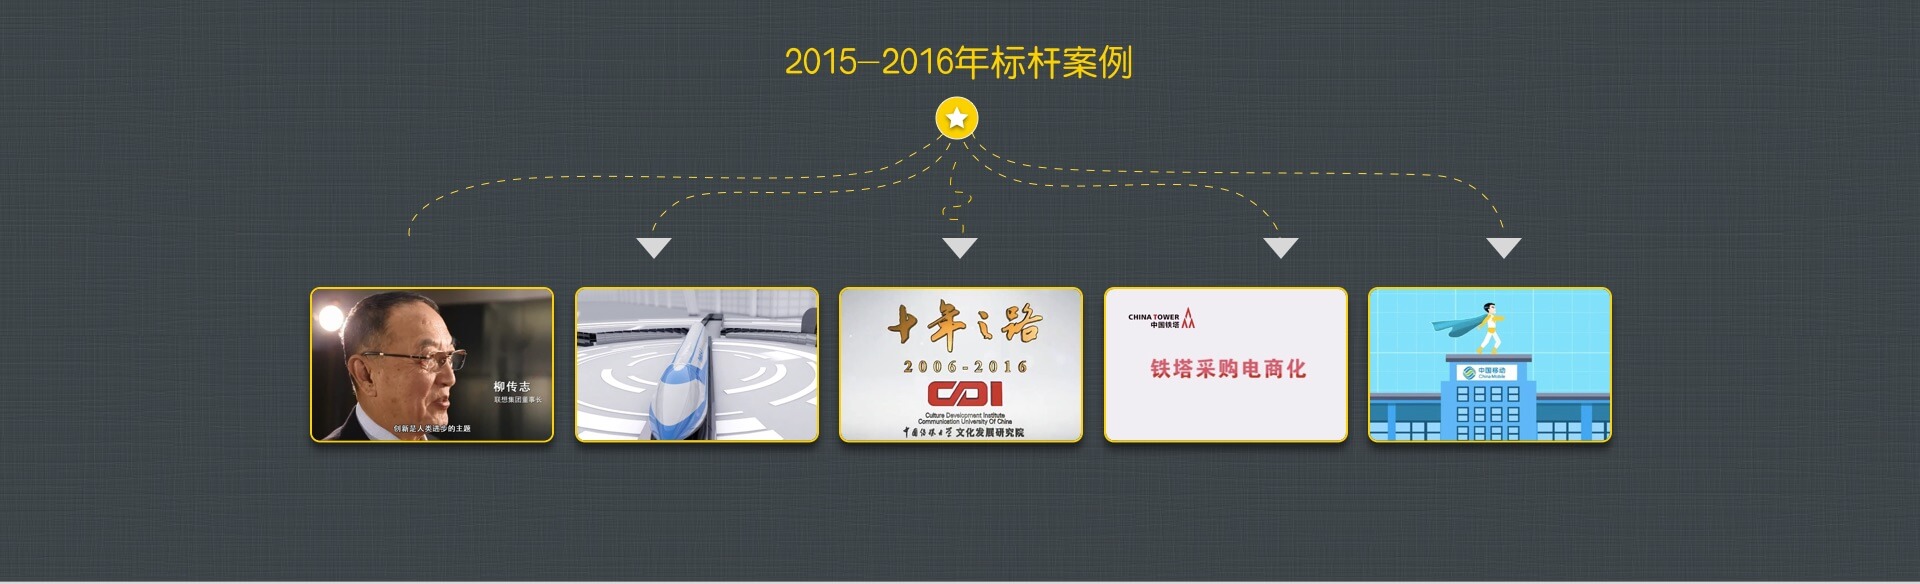 2015-2016年标杆案例
柳传志
联想集团董事长
创新是人类进步的主题
十年之路
2006-2016
CDI
Culture Development Institute
Communication University Of China
中国传媒大学文化发展研究院
CHINA TOWER
中国铁塔
铁塔采购电商化
中国移动
China Mobile